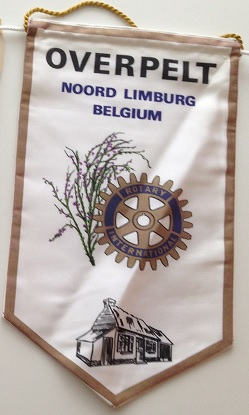 OVERPELT
NOORD LIMBURG
BELGIUM
ROTARY
INTERNATIONAL